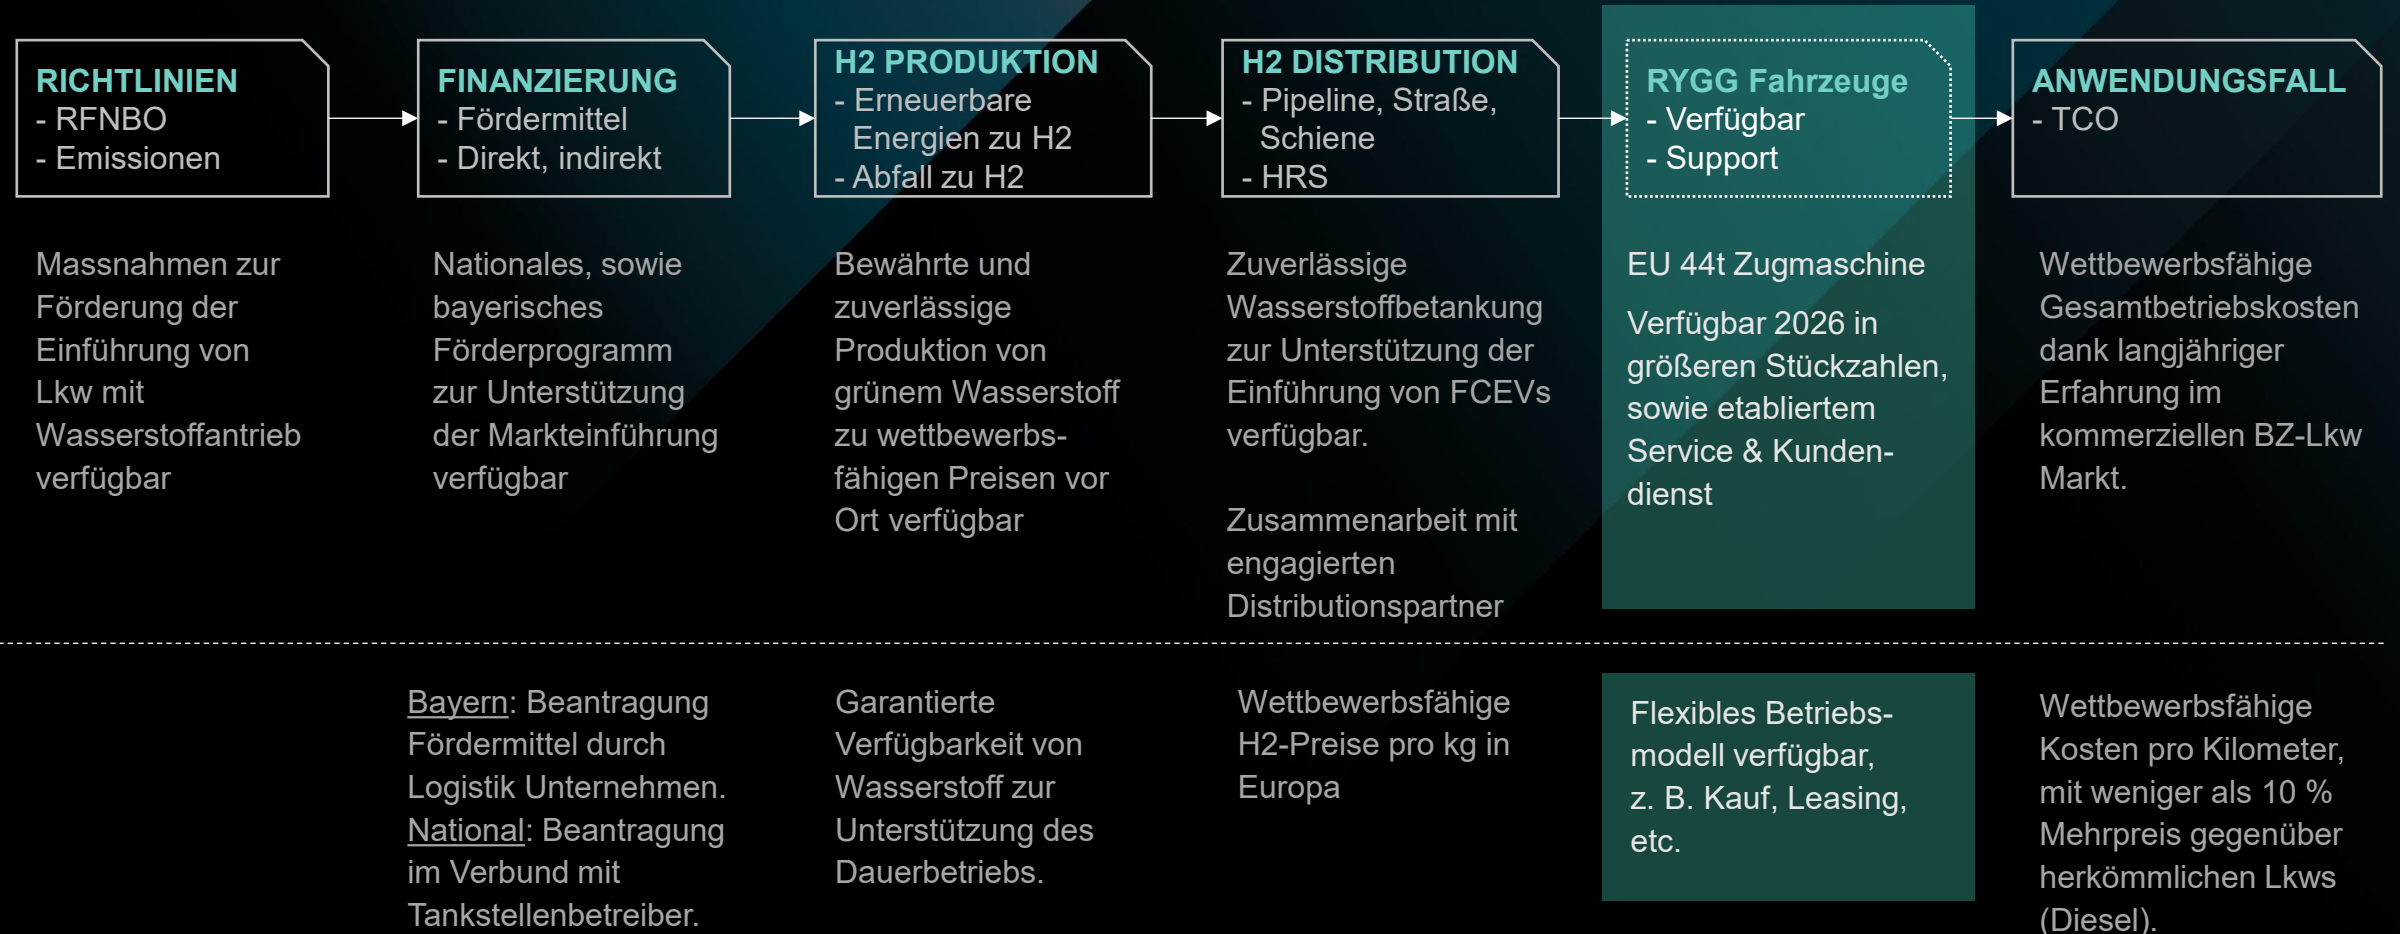 RICHTLINIEN
- RFNBO
- Emissionen
FINANZIERUNG
- Fördermittel
- Direkt, indirekt
H2 PRODUKTION
- Erneuerbare
Energien zu H2
- Abfall zu H2
H2 DISTRIBUTION
- Pipeline, Straße,
Schiene
- HRS
RYGG Fahrzeuge
- Verfügbar
- Support
ANWENDUNGSFALL
- TCO
Massnahmen zur
Förderung der
Einführung von
Lkw mit
Wasserstoffantrieb
verfügbar
Nationales, sowie
bayerisches
Förderprogramm
zur Unterstützung
der Markteinführung
verfügbar
Bewährte und
zuverlässige
Produktion von
grünem Wasserstoff
zu wettbewerbs-
fähigen Preisen vor
Ort verfügbar
Zuverlässige
Wasserstoffbetankung
zur Unterstützung der
Einführung von FCEVs
verfügbar.
Zusammenarbeit mit
engagierten
Distributionspartner
EU 44t Zugmaschine
Verfügbar 2026 in
größeren Stückzahlen,
sowie etabliertem
Service & Kunden-
dienst
Wettbewerbsfähige
Gesamtbetriebskosten
dank langjähriger
Erfahrung im
kommerziellen BZ-Lkw
Markt.
Bayern: Beantragung
Fördermittel durch
Logistik Unternehmen.
National: Beantragung
im Verbund mit
Tankstellenbetreiber.
Garantierte
Verfügbarkeit von
Wasserstoff zur
Unterstützung des
Dauerbetriebs.
Wettbewerbsfähige
H2-Preise pro kg in
Europa
Flexibles Betriebs-
modell verfügbar,
z. B. Kauf, Leasing,
etc.
Wettbewerbsfähige
Kosten pro Kilometer,
mit weniger als 10 %
Mehrpreis gegenüber
herkömmlichen Lkws
(Diesel).